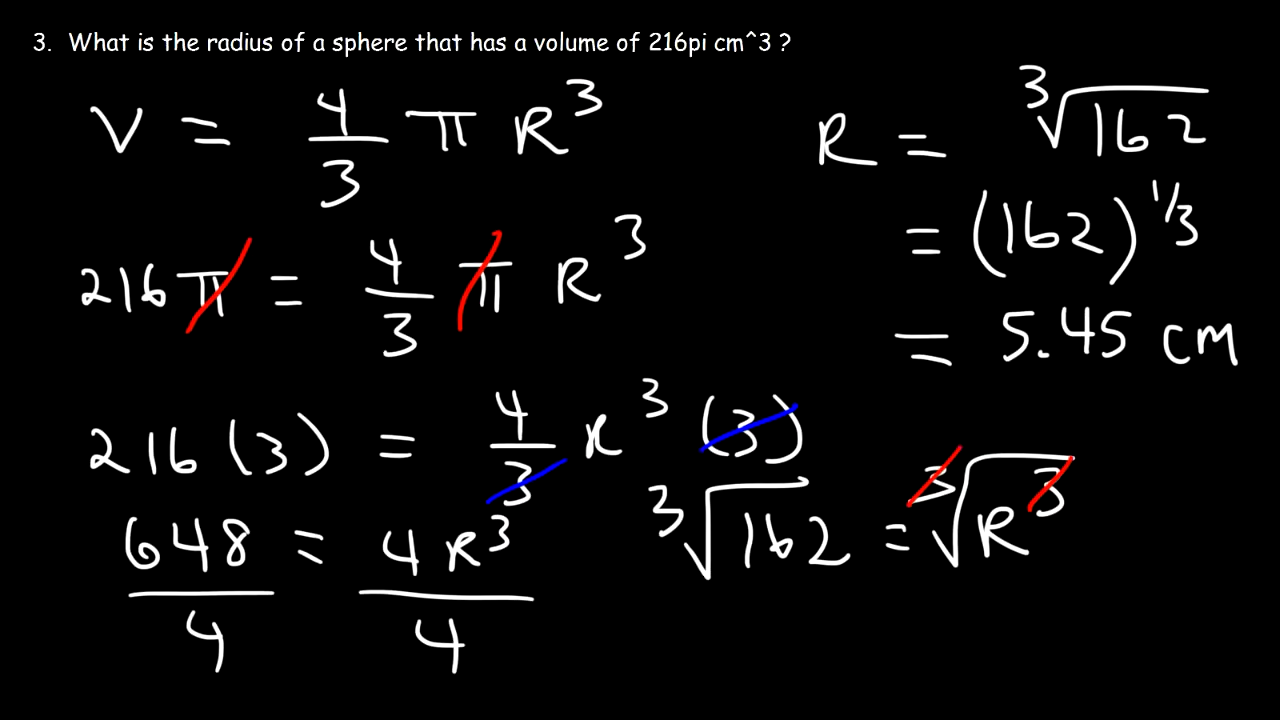 3. What is the radius of a sphere that has a volume of 216pi cm^3 ?
V = 4/3 π R^3
216π = 4/3 π R^3
216 (3) = 4/3 R^3 (3)
648/4 = 4R^3/4
∛162 = ∛R^3
R = ∛162
= (162)^1/3
= 5.45 cm